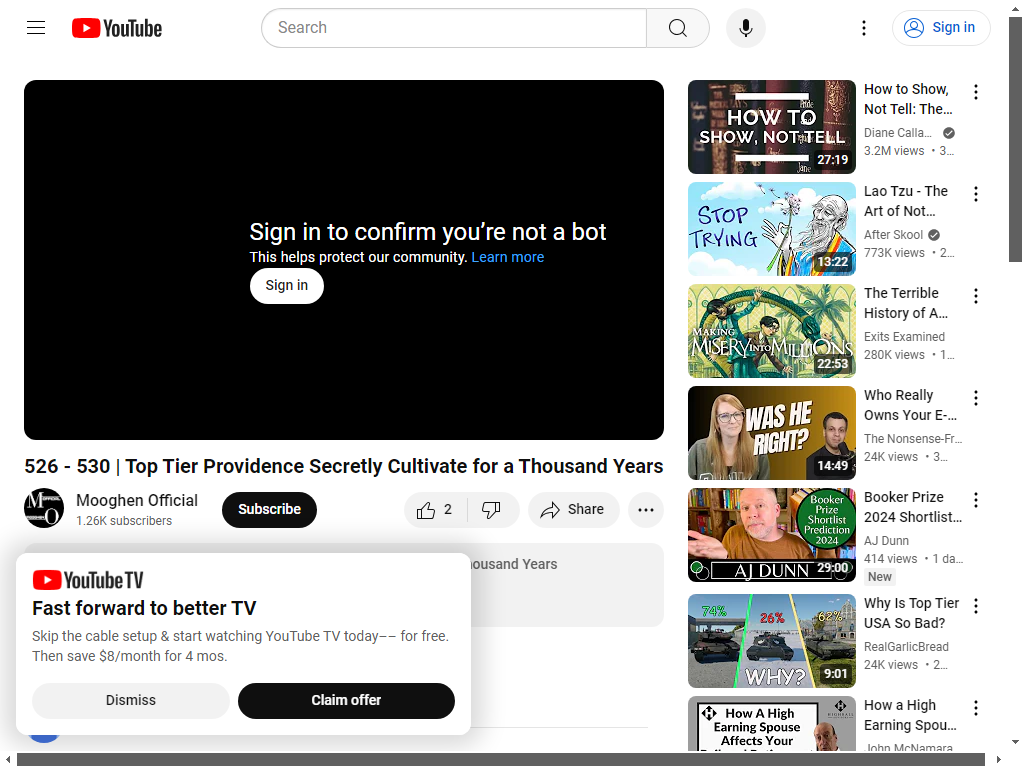 YouTube
Search
Sign in
Sign in to confirm you’re not a bot
This helps protect our community. Learn more
Sign in
526 - 530 | Top Tier Providence Secretly Cultivate for a Thousand Years
Mooghen Official
1.26K subscribers
Subscribe
2
Share
housand Years
YouTube TV
Fast forward to better TV
Skip the cable setup & start watching YouTube TV today–– for free.
Then save $8/month for 4 mos.
Dismiss
Claim offer
HOW TO
SHOW, NOT TELL
27:19
How to Show,
Not Tell: The...
Diane Calla...
3.2M views • 3...
STOP
TRYING
13:22
Lao Tzu - The
Art of Not...
After Skool
773K views • 2...
MAKING
MISERY INTO MILLIONS
22:53
The Terrible
History of A...
Exits Examined
280K views • 1...
WAS HE
RIGHT?
14:49
Who Really
Owns Your E-...
The Nonsense-Fr...
24K views • 3...
Booker
Prize
Shortlist
Prediction
2024
AJ DUNN
29:00
Booker Prize
2024 Shortlist...
AJ Dunn
414 views • 1 da...
New
74%
26%
62%
WHY?
9:01
Why Is Top Tier
USA So Bad?
RealGarlicBread
24K views • 2...
How A High
Earning Spouse
Affects Your
How a High
Earning Spou...
John McNamara